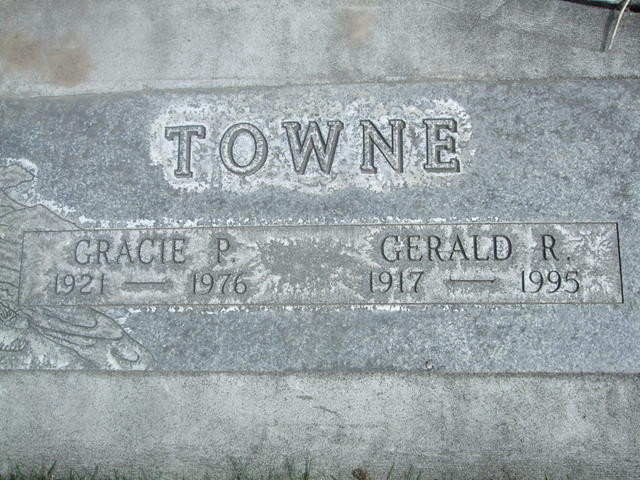 TOWNE
GRACIE P. GERALD R.
1921 — 1976 1917 — 1995